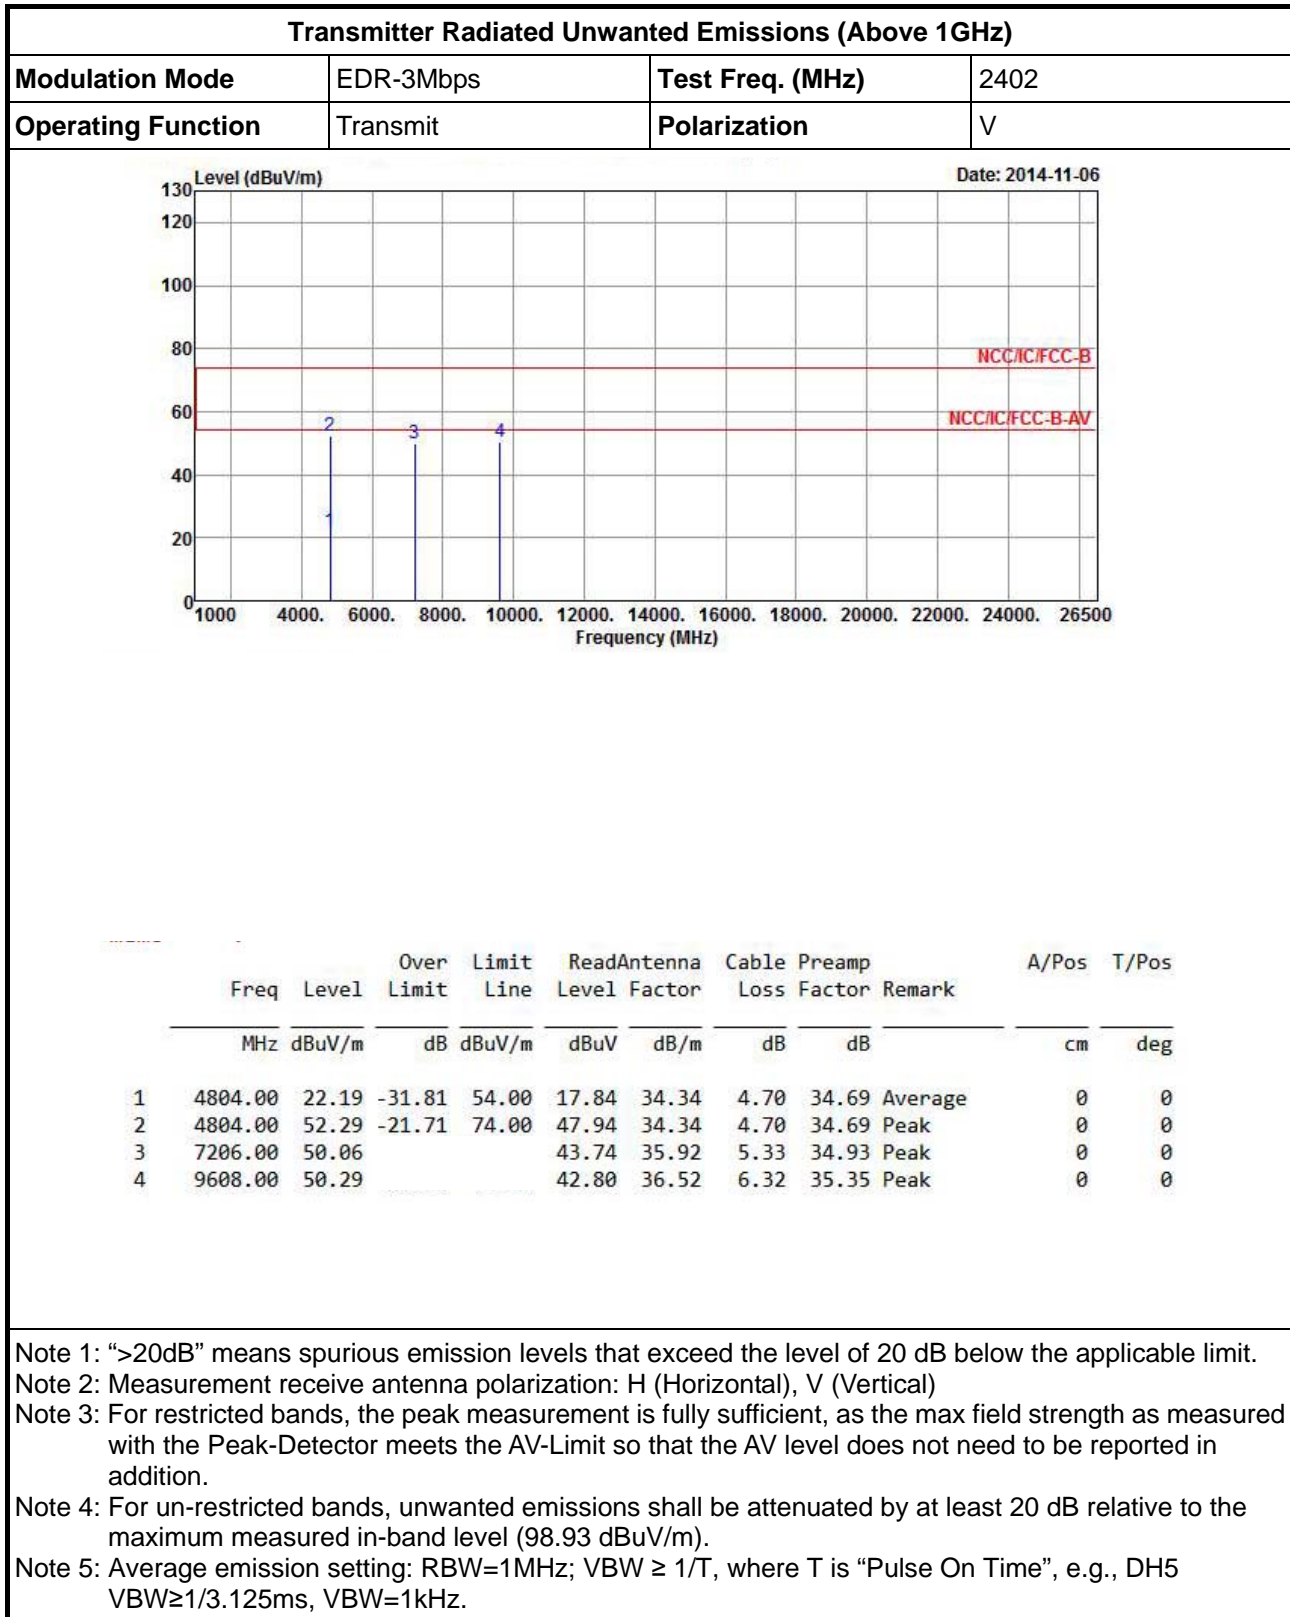 Transmitter Radiated Unwanted Emissions (Above 1GHz)
Modulation Mode EDR-3Mbps Test Freq. (MHz) 2402
Operating Function Transmit Polarization V
Level (dBuV/m) Date: 2014-11-06
130
120
100
80
NCC/IC/FCC-B
60
NCC/IC/FCC-B-AV
2 3 4
40
1
20
0
1000 4000. 6000. 8000. 10000. 12000. 14000. 16000. 18000. 20000. 22000. 24000. 26500
Frequency (MHz)
Over Limit ReadAntenna Cable Preamp A/Pos T/Pos
Freq Level Limit Line Level Factor Loss Factor Remark
MHz dBuV/m dB dBuV/m dBuV dB/m dB dB cm deg
1 4804.00 22.19 -31.81 54.00 17.84 34.34 4.70 34.69 Average 0 0
2 4804.00 52.29 -21.71 74.00 47.94 34.34 4.70 34.69 Peak 0 0
3 7206.00 50.06 43.74 35.92 5.33 34.93 Peak 0 0
4 9608.00 50.29 42.80 36.52 6.32 35.35 Peak 0 0
Note 1: “>20dB” means spurious emission levels that exceed the level of 20 dB below the applicable limit.
Note 2: Measurement receive antenna polarization: H (Horizontal), V (Vertical)
Note 3: For restricted bands, the peak measurement is fully sufficient, as the max field strength as measured
with the Peak-Detector meets the AV-Limit so that the AV level does not need to be reported in
addition.
Note 4: For un-restricted bands, unwanted emissions shall be attenuated by at least 20 dB relative to the
maximum measured in-band level (98.93 dBuV/m).
Note 5: Average emission setting: RBW=1MHz; VBW ≥ 1/T, where T is “Pulse On Time”, e.g., DH5
VBW≥1/3.125ms, VBW=1kHz.